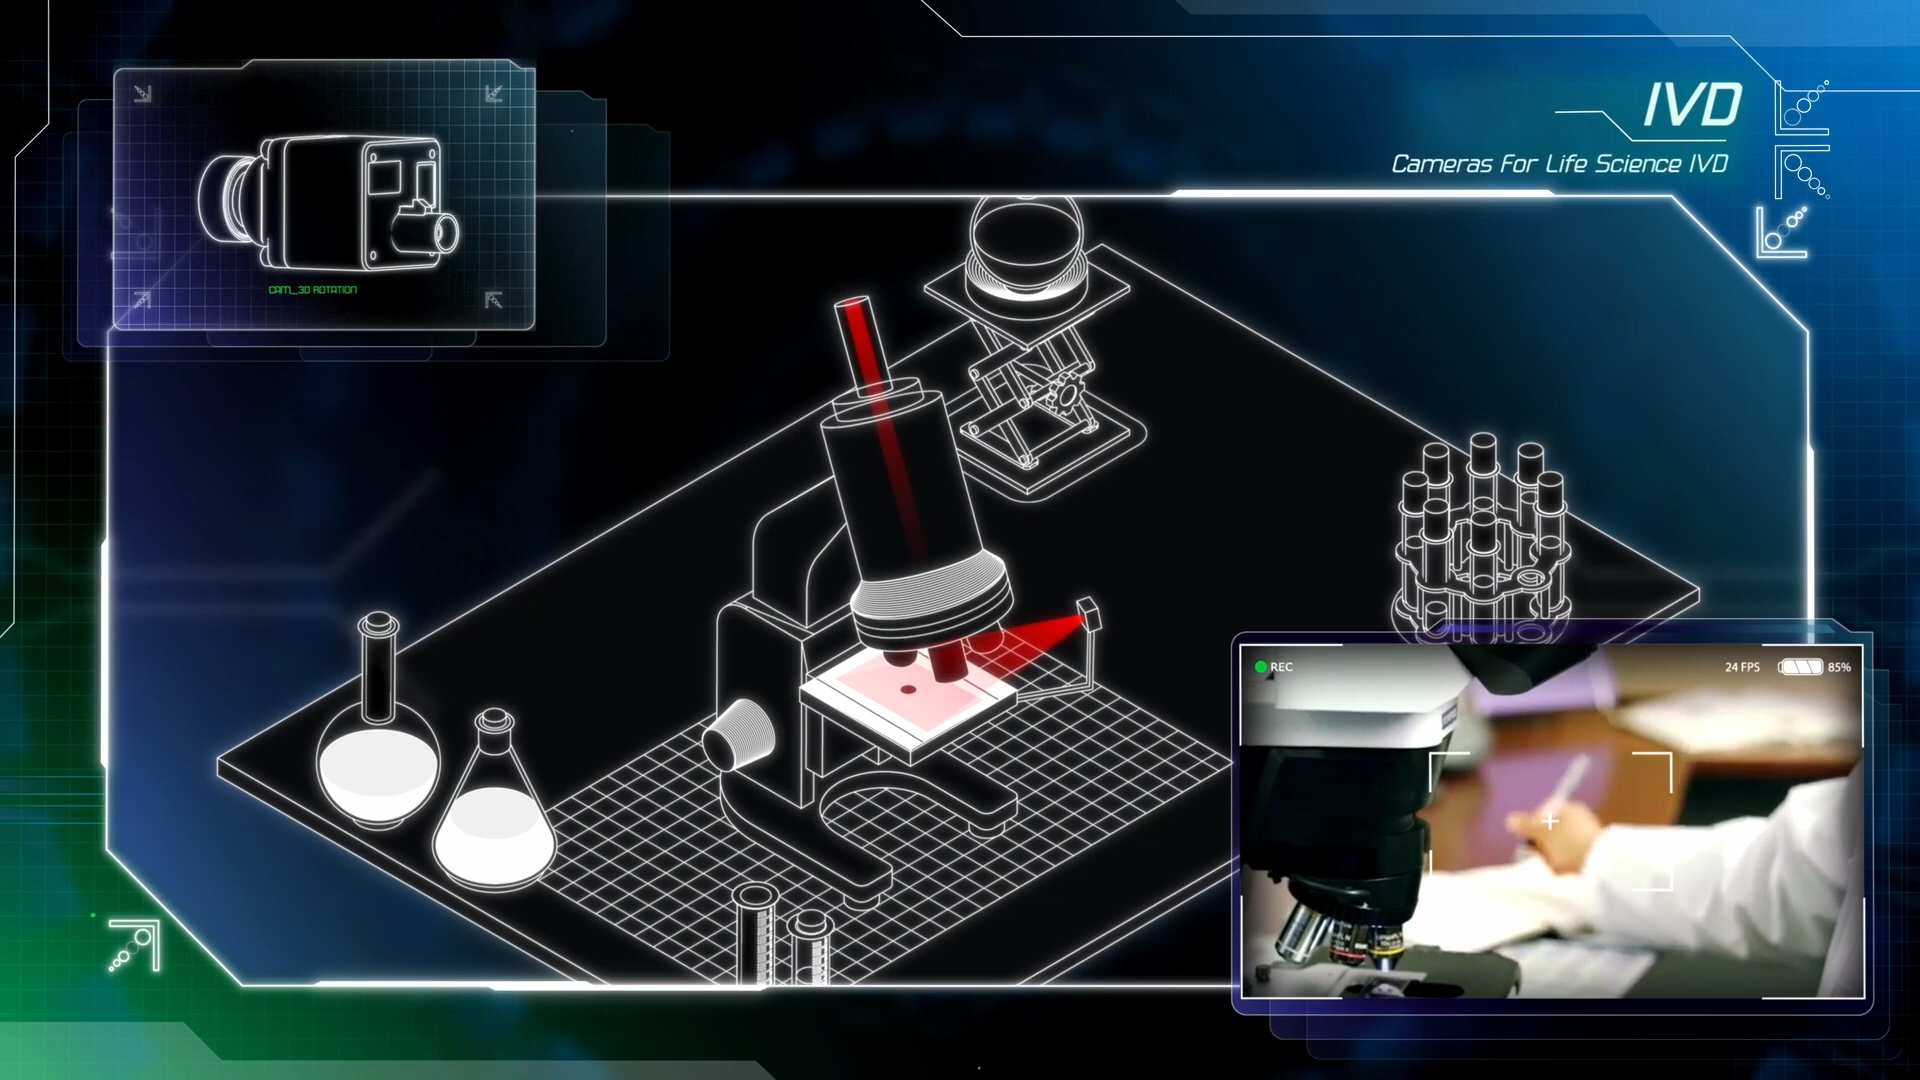 IVD
Cameras For Life Science IVD
CAM_3D ROTATION
REC
24 FPS
85%